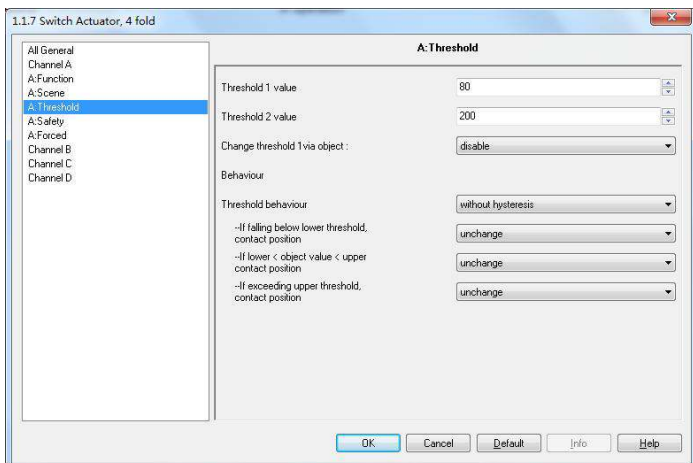 1.1.7 Switch Actuator, 4 fold
All General
Channel A
A:Function
A:Scene
A:Threshold
A:Safety
A:Forced
Channel B
Channel C
Channel D
A:Threshold
Threshold 1 value
80
Threshold 2 value
200
Change threshold 1via object :
disable
Behaviour
Threshold behaviour
without hysteresis
--If falling below lower threshold,
contact position
unchange
--If lower < object value < upper
contact position
unchange
--If exceeding upper threshold,
contact position
unchange
OK
Cancel
Default
Info
Help